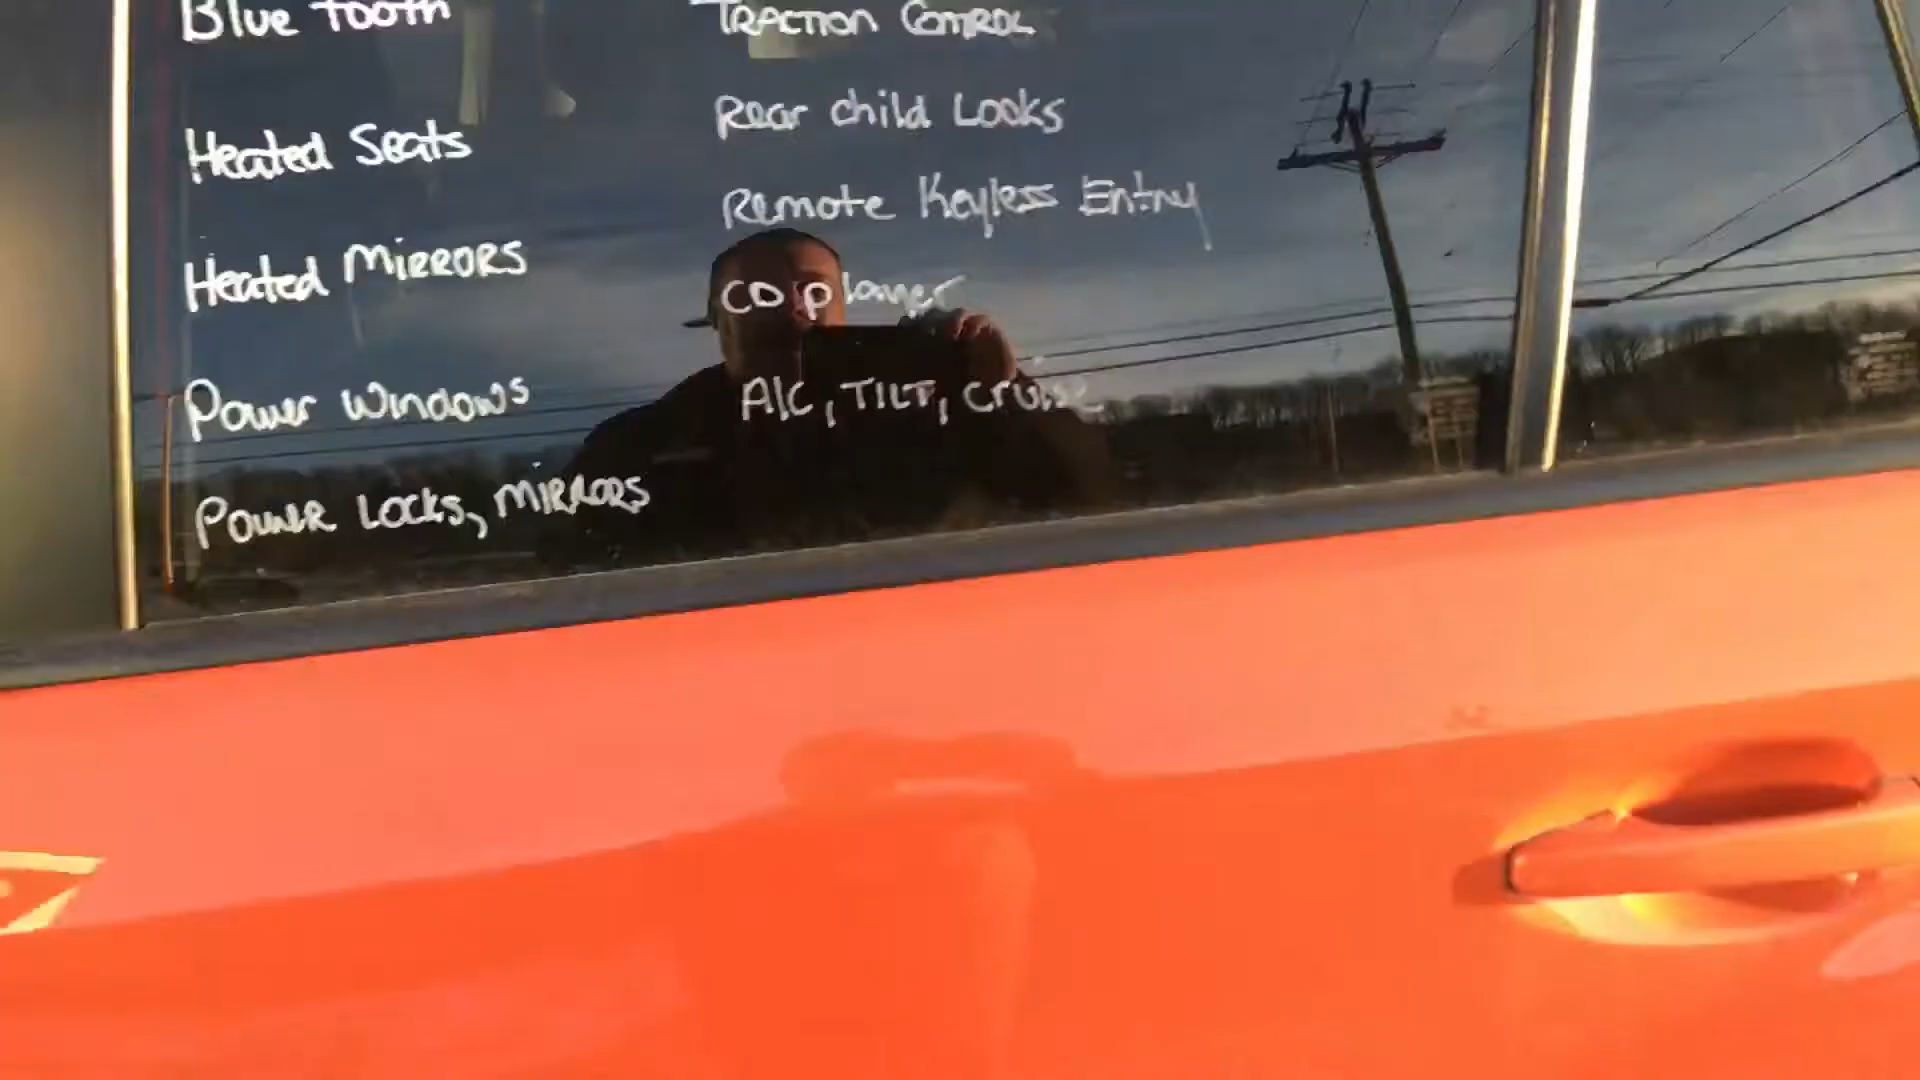 Blue tooth
Heated Seats
Heated Mirrors
Power Windows
Power Locks, Mirrors
Traction Control
Rear child Locks
Remote Keyless Entry
CD player
A/C, TILT, Cruise